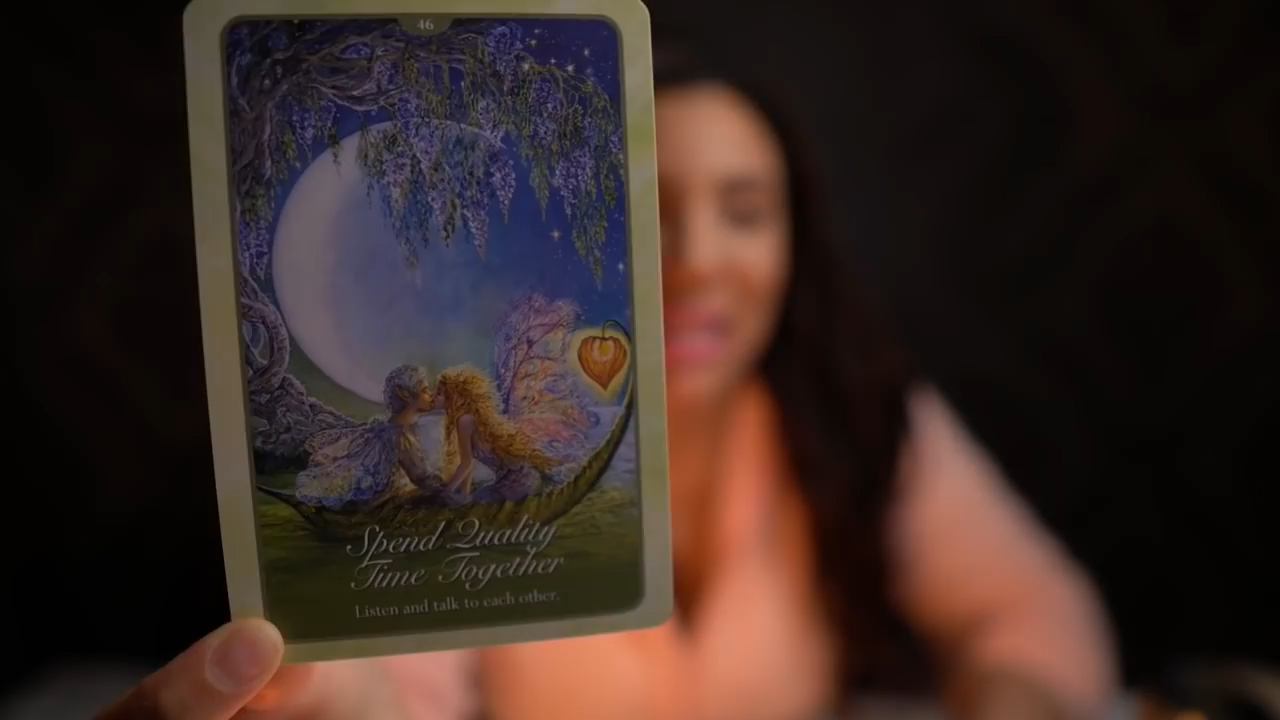 46
Spend Quality
Time Together
Listen and talk to each other.